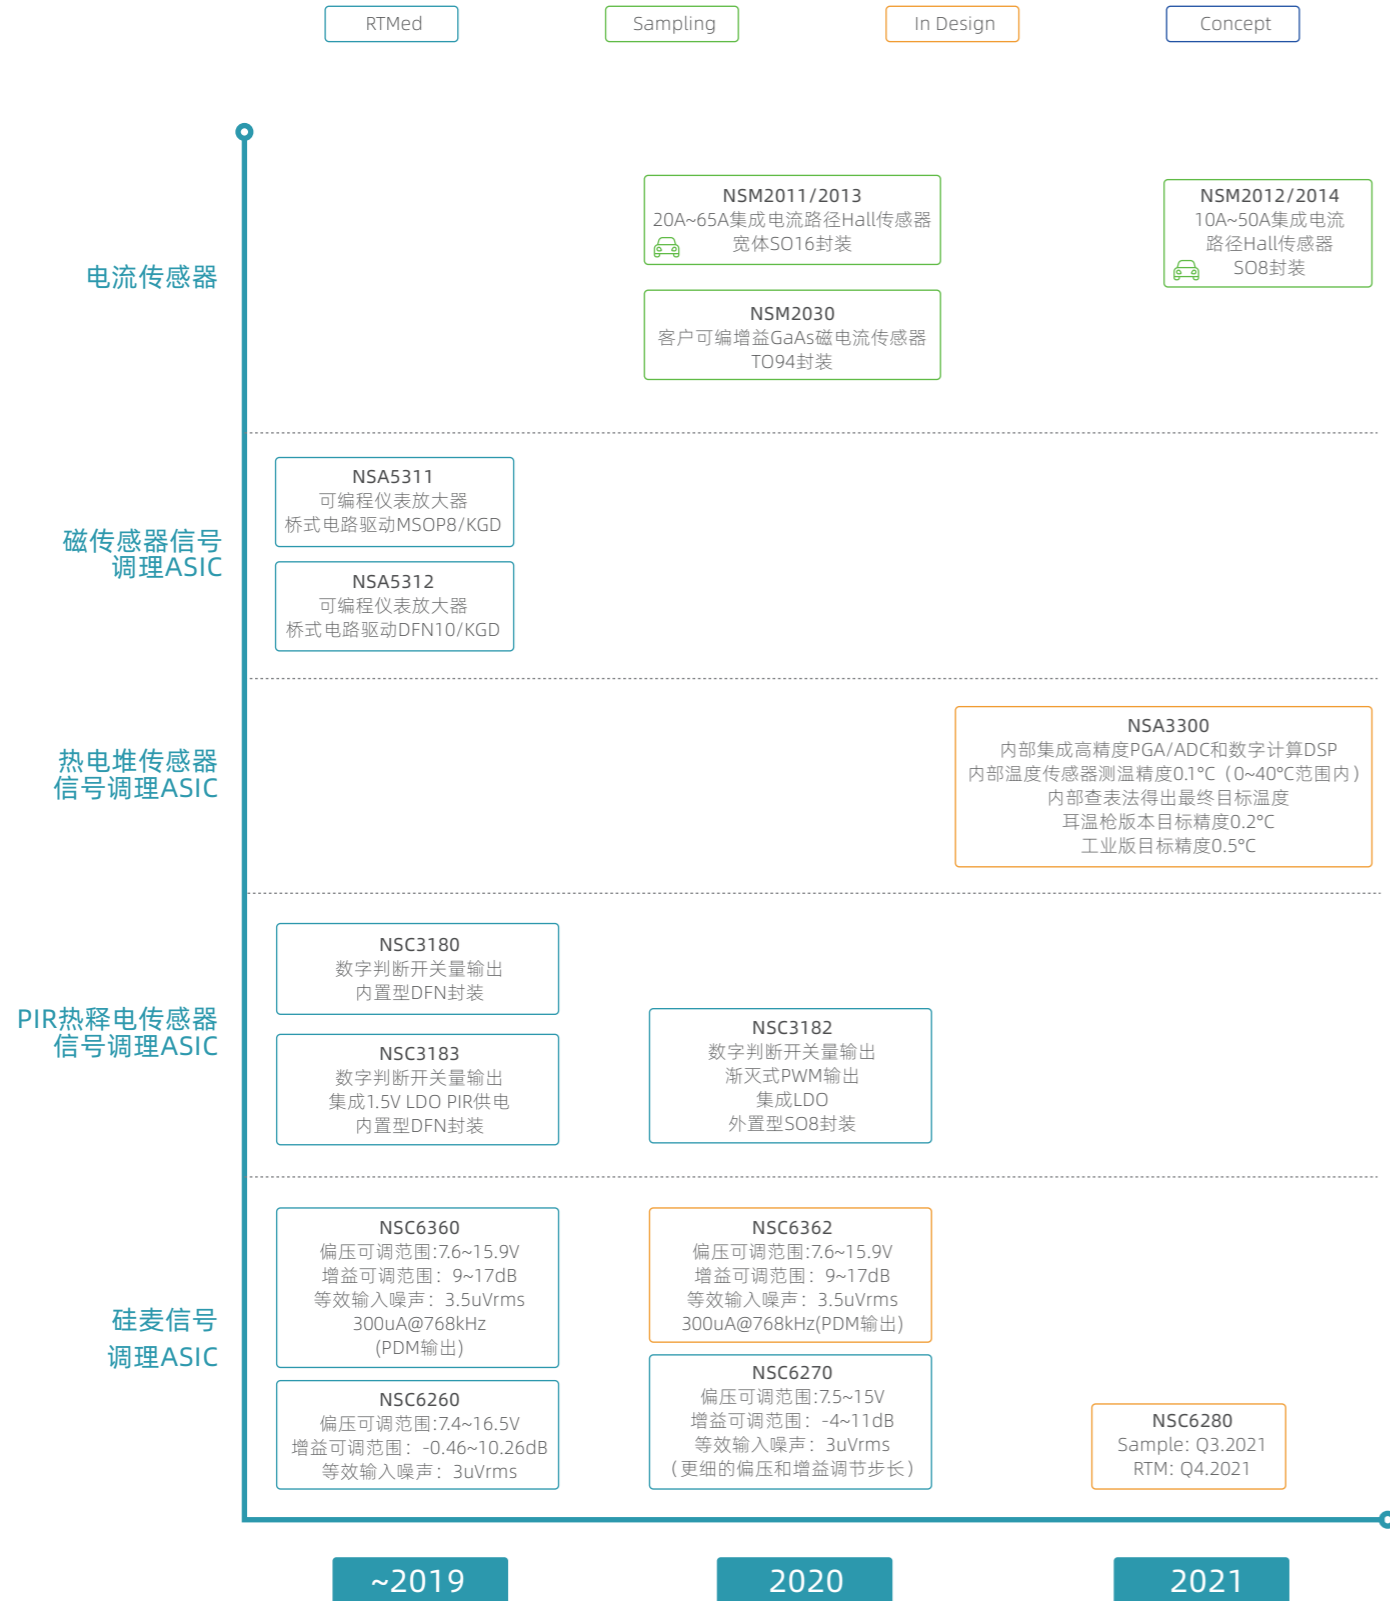 RTMed
Sampling
In Design
Concept
电流传感器
NSM2011/2013
20A~65A集成电流路径Hall传感器
宽体SO16封装
NSM2030
客户可编增益GaAs磁电流传感器
TO94封装
NSM2012/2014
10A~50A集成电流
路径Hall传感器
SO8封装
磁传感器信号
调理ASIC
NSA5311
可编程仪表放大器
桥式电路驱动MSOP8/KGD
NSA5312
可编程仪表放大器
桥式电路驱动DFN10/KGD
热电堆传感器
信号调理ASIC
NSA3300
内部集成高精度PGA/ADC和数字计算DSP
内部温度传感器测温精度0.1°C（0~40°C范围内）
内部查表法得出最终目标温度
耳温枪版本目标精度0.2°C
工业版目标精度0.5°C
PIR热释电传感器
信号调理ASIC
NSC3180
数字判断开关量输出
内置型DFN封装
NSC3183
数字判断开关量输出
集成1.5V LDO PIR供电
内置型DFN封装
NSC3182
数字判断开关量输出
渐灭式PWM输出
集成LDO
外置型SO8封装
硅麦信号
调理ASIC
NSC6360
偏压可调范围:7.6~15.9V
增益可调范围：9~17dB
等效输入噪声：3.5uVrms
300uA@768kHz
(PDM输出)
NSC6260
偏压可调范围:7.4~16.5V
增益可调范围：-0.46~10.26dB
等效输入噪声：3uVrms
NSC6362
偏压可调范围:7.6~15.9V
增益可调范围：9~17dB
等效输入噪声：3.5uVrms
300uA@768kHz(PDM输出)
NSC6270
偏压可调范围:7.5~15V
增益可调范围：-4~11dB
等效输入噪声：3uVrms
（更细的偏压和增益调节步长）
NSC6280
Sample: Q3.2021
RTM: Q4.2021
~2019
2020
2021